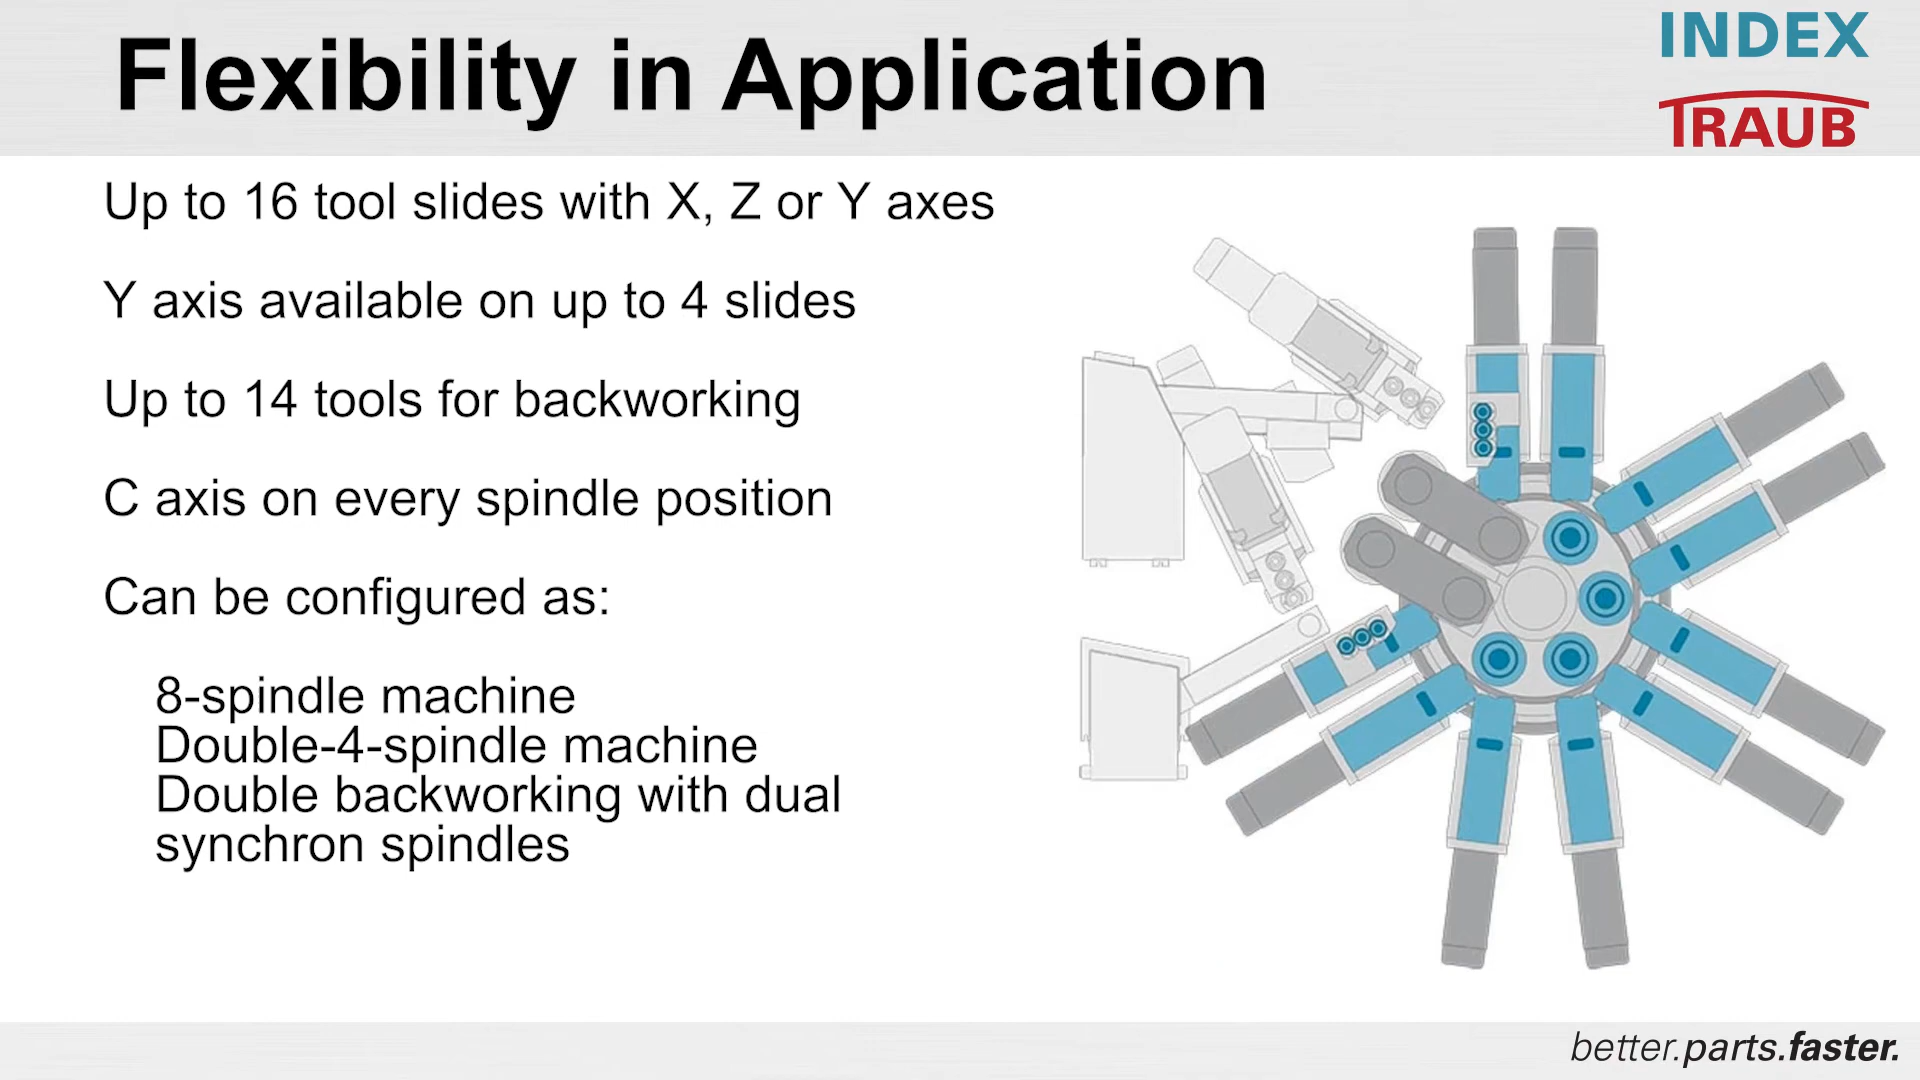 Flexibility in Application
INDEX
TRAUB
Up to 16 tool slides with X, Z or Y axes
Y axis available on up to 4 slides
Up to 14 tools for backworking
C axis on every spindle position
Can be configured as:
8-spindle machine
Double-4-spindle machine
Double backworking with dual
synchron spindles
better.parts.faster.